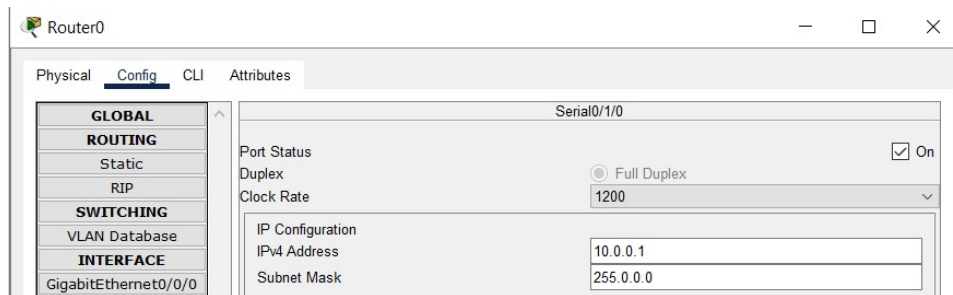 Router0
Physical Config CLI Attributes
GLOBAL
ROUTING
Static
RIP
SWITCHING
VLAN Database
INTERFACE
GigabitEthernet0/0/0
Serial0/1/0
Port Status On
Duplex Full Duplex
Clock Rate 1200
IP Configuration
IPv4 Address 10.0.0.1
Subnet Mask 255.0.0.0